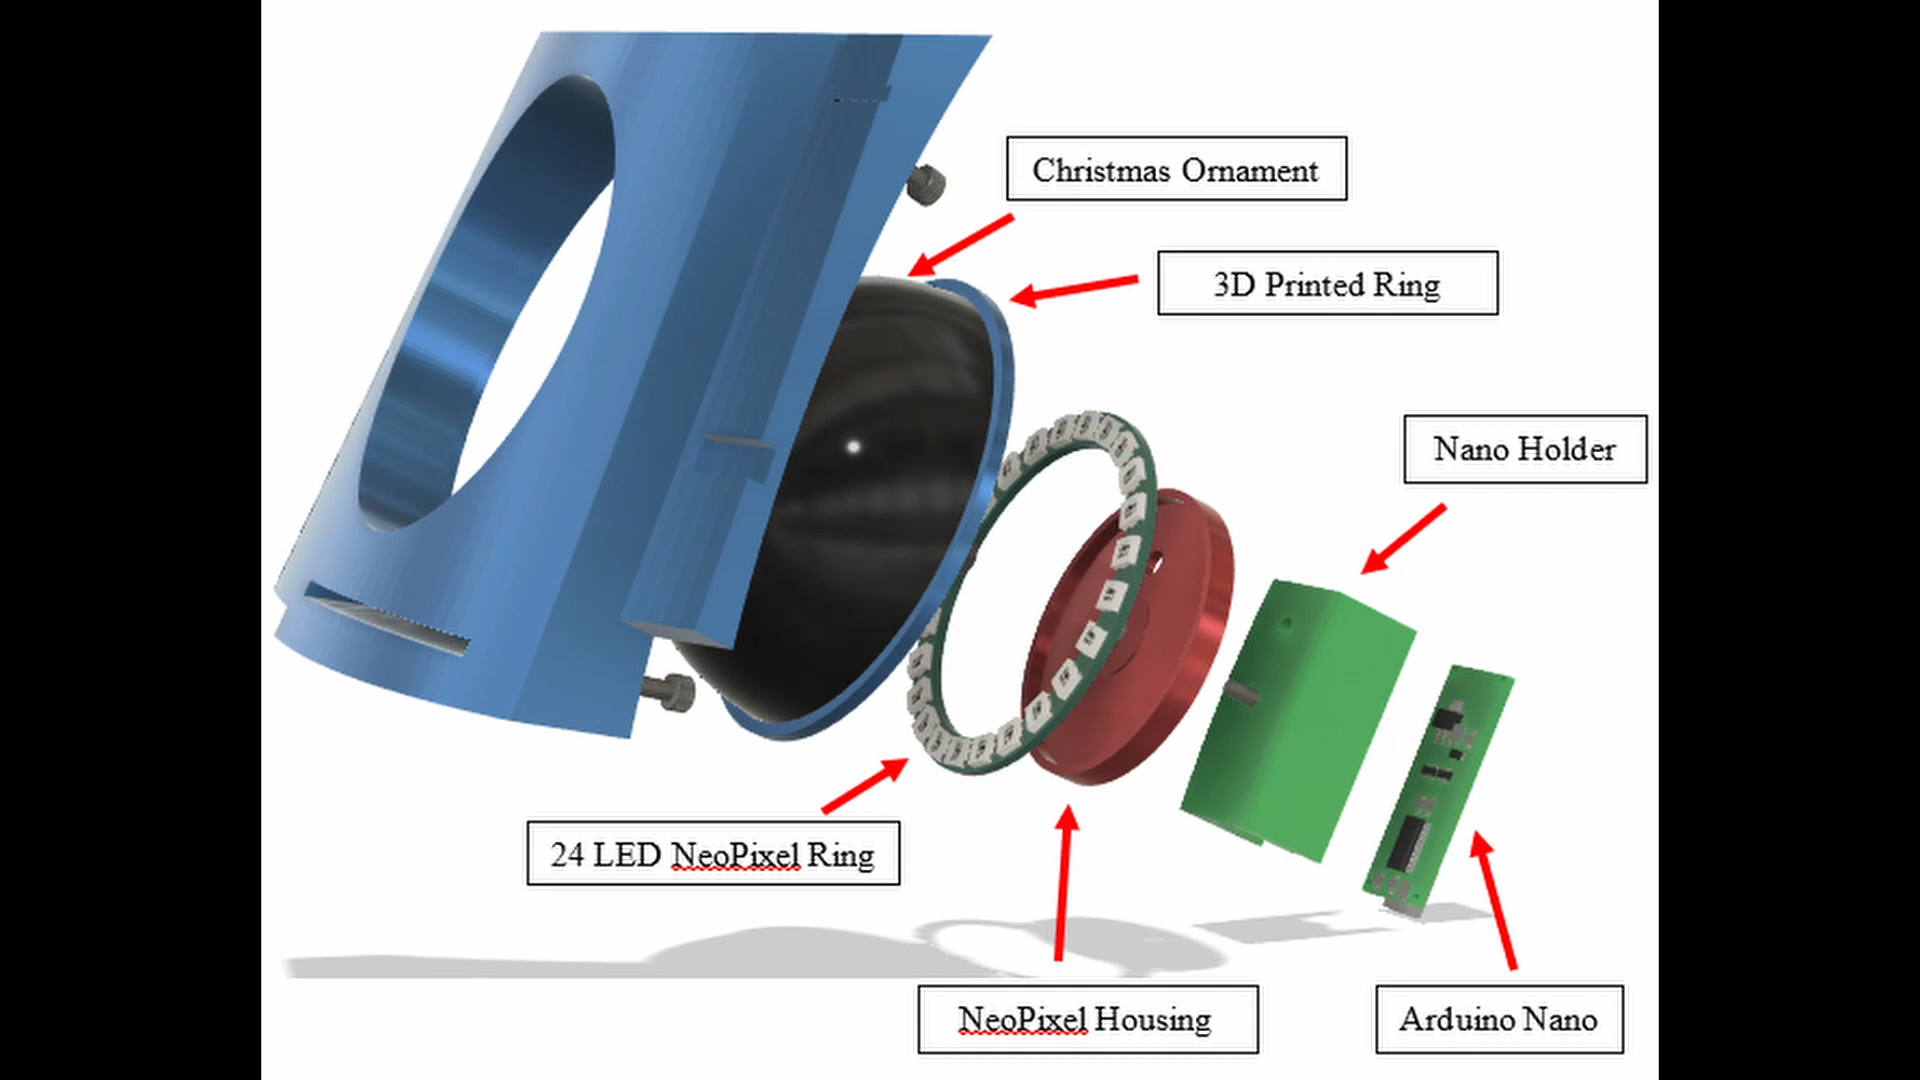 Christmas Ornament
3D Printed Ring
Nano Holder
24 LED NeoPixel Ring
NeoPixel Housing
Arduino Nano